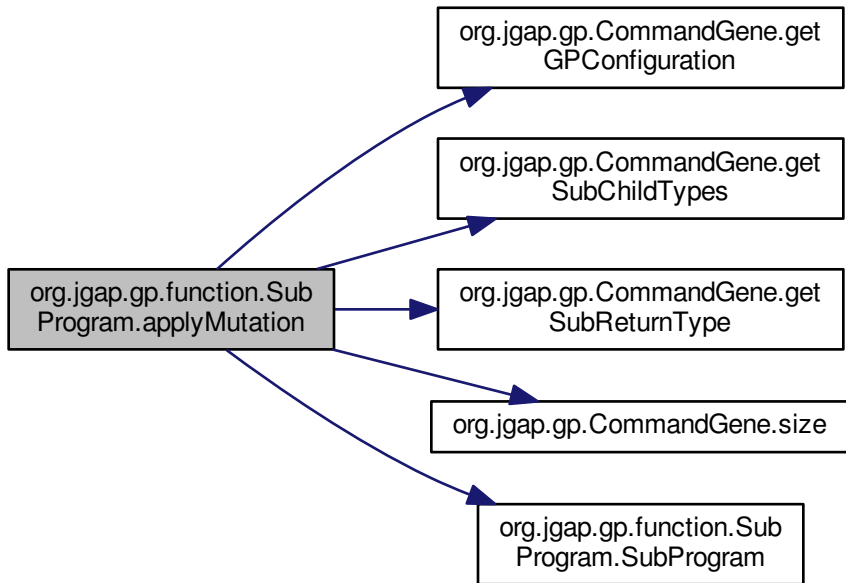 org.jgap.gp.CommandGene.get
GPConfiguration
org.jgap.gp.CommandGene.get
SubChildTypes
org.jgap.gp.function.Sub
Program.applyMutation
org.jgap.gp.CommandGene.get
SubReturnType
org.jgap.gp.CommandGene.size
org.jgap.gp.function.Sub
Program.SubProgram